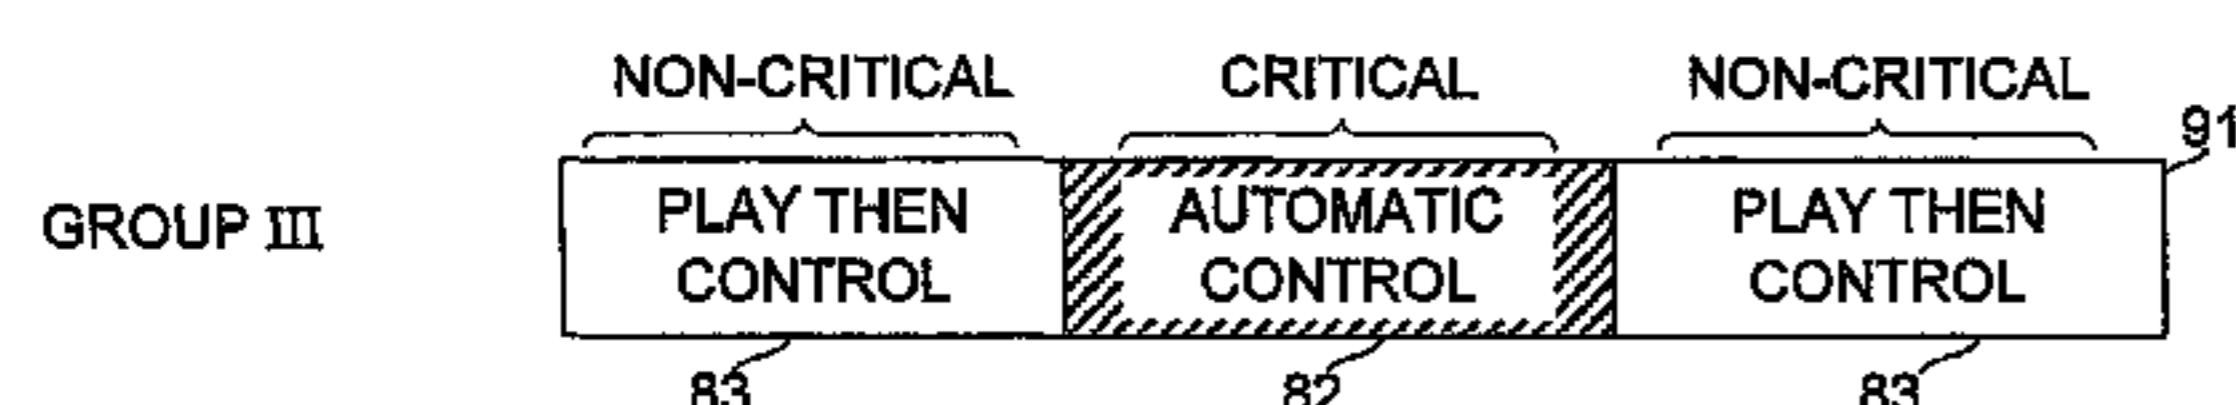 NON-CRITICAL CRITICAL NON-CRITICAL
91
GROUP III
PLAY THEN CONTROL
AUTOMATIC CONTROL
PLAY THEN CONTROL
83 82 83